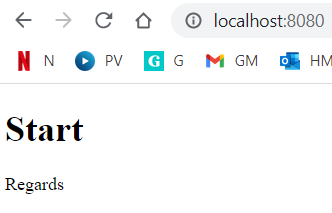 localhost:8080
N PV G GM HM
Start
Regards